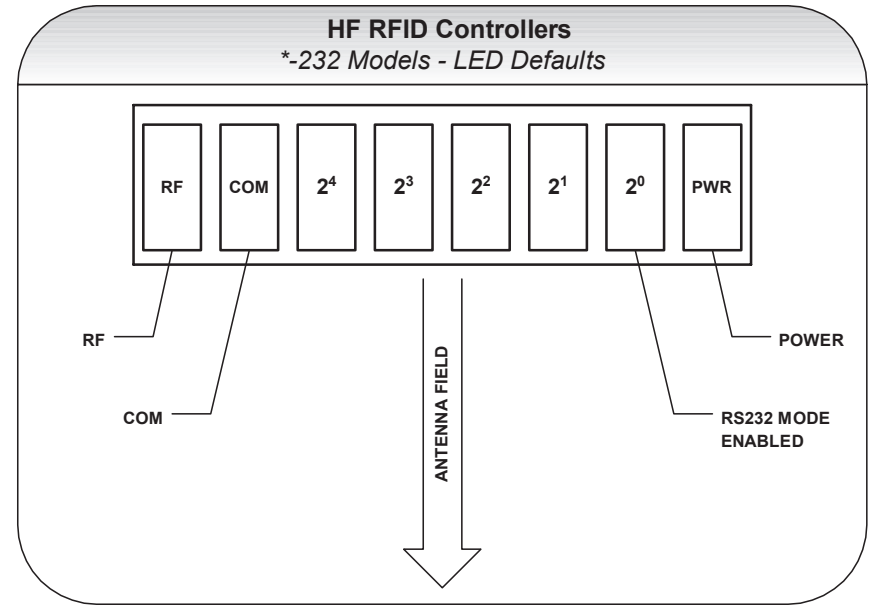 HF RFID Controllers
*-232 Models - LED Defaults
RF COM 2⁴ 2³ 2² 2¹ 2⁰ PWR
RF
POWER
ANTENNA FIELD
COM
RS232 MODE
ENABLED